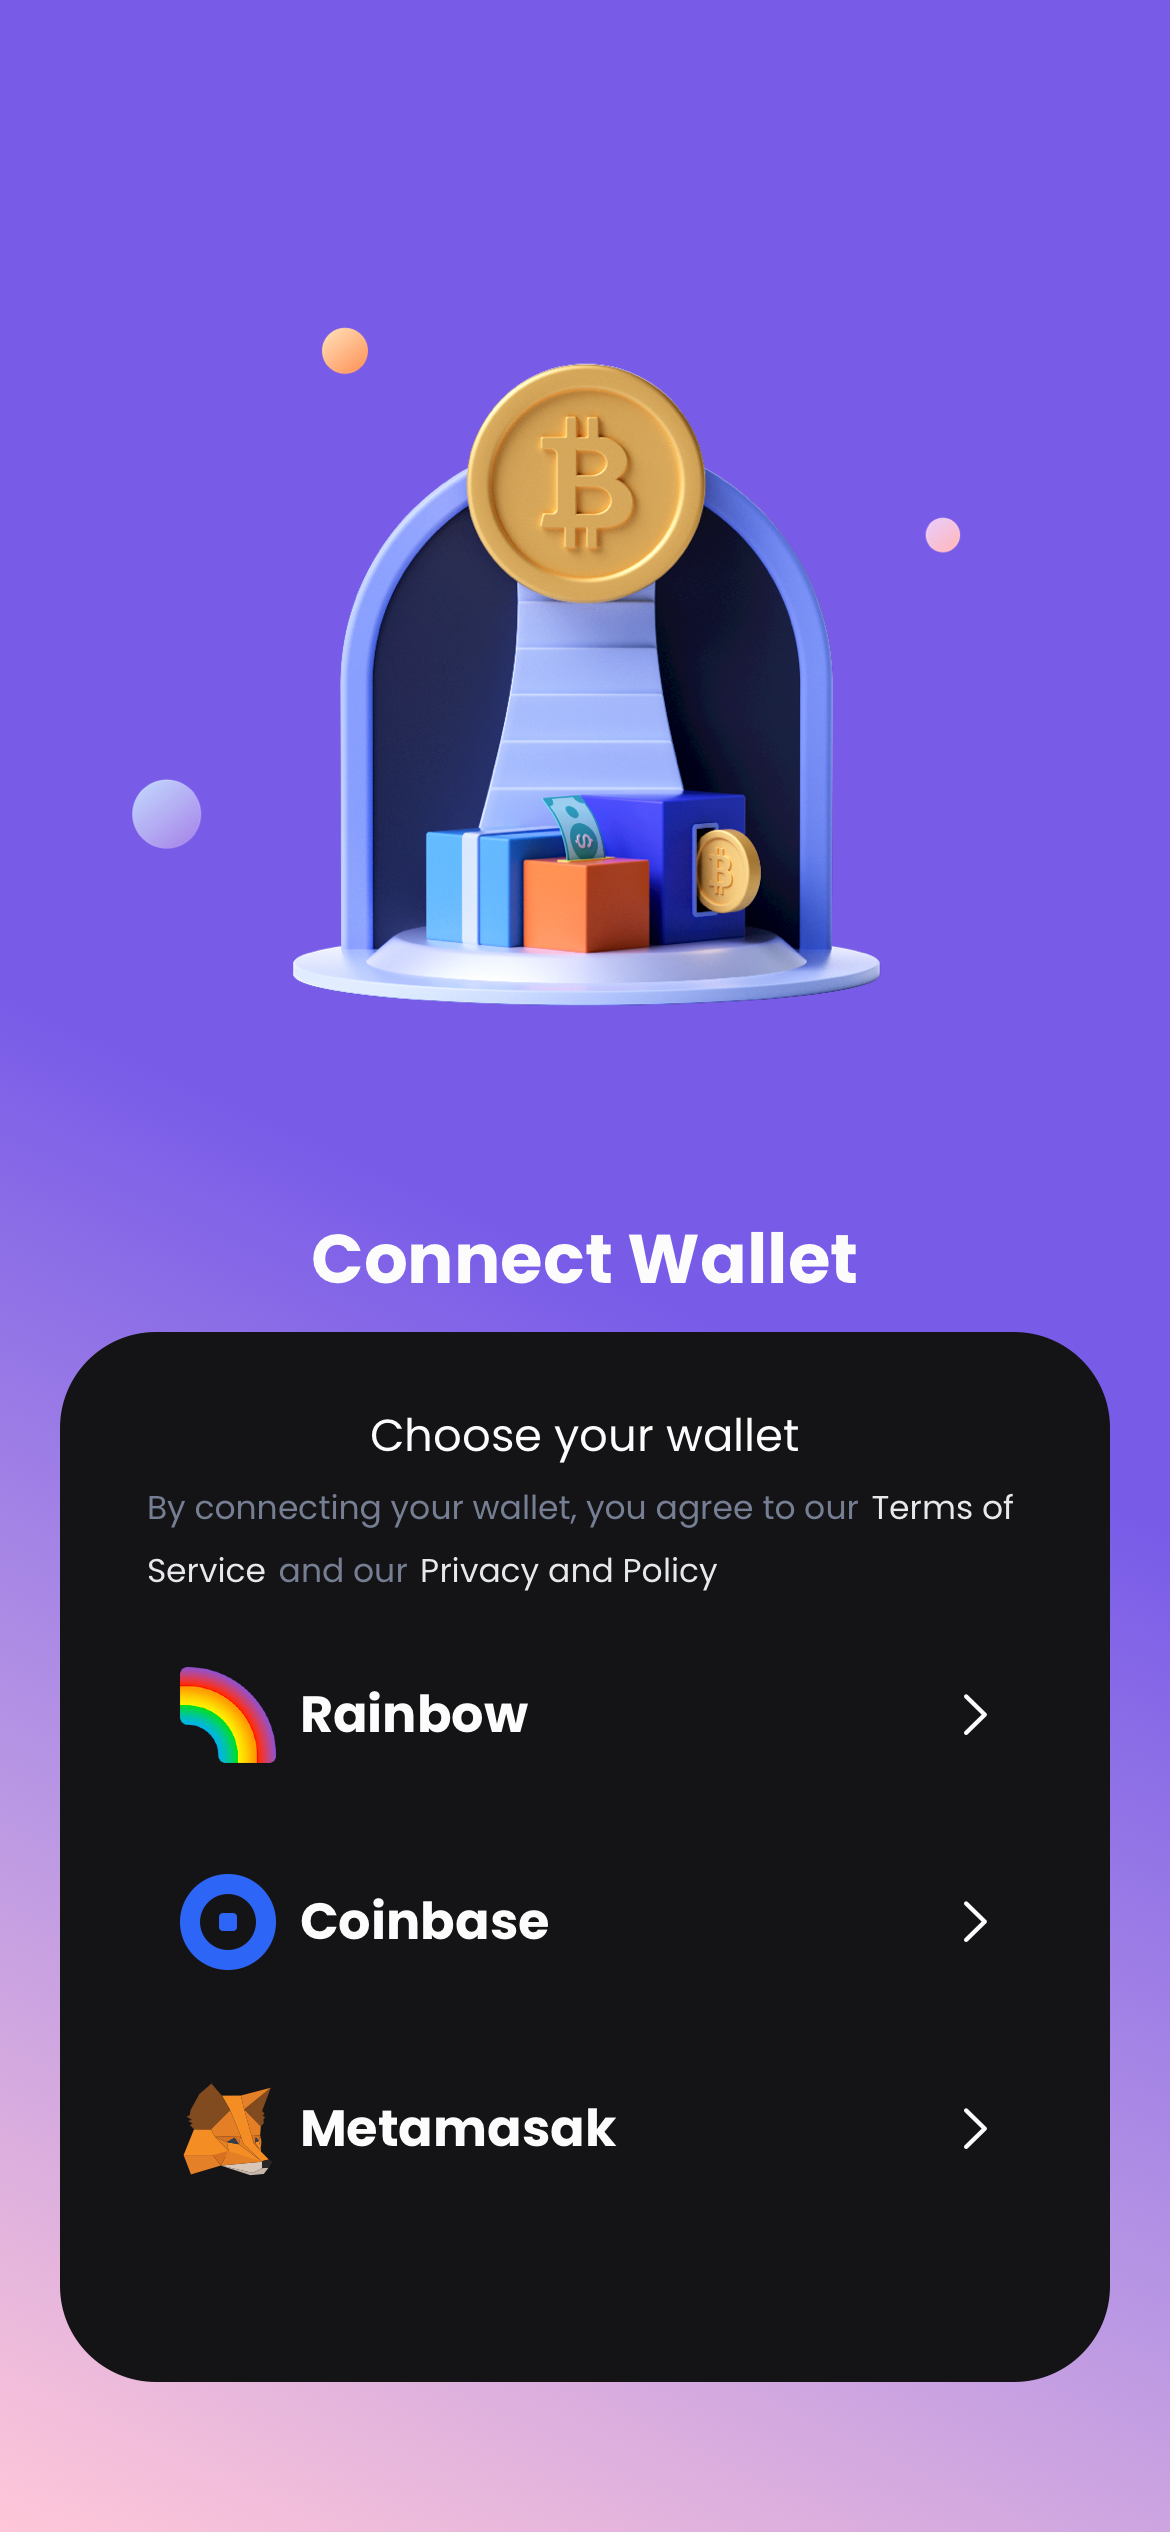 Connect Wallet
Choose your wallet
By connecting your wallet, you agree to our Terms of
Service and our Privacy and Policy
Rainbow
Coinbase
Metamasak